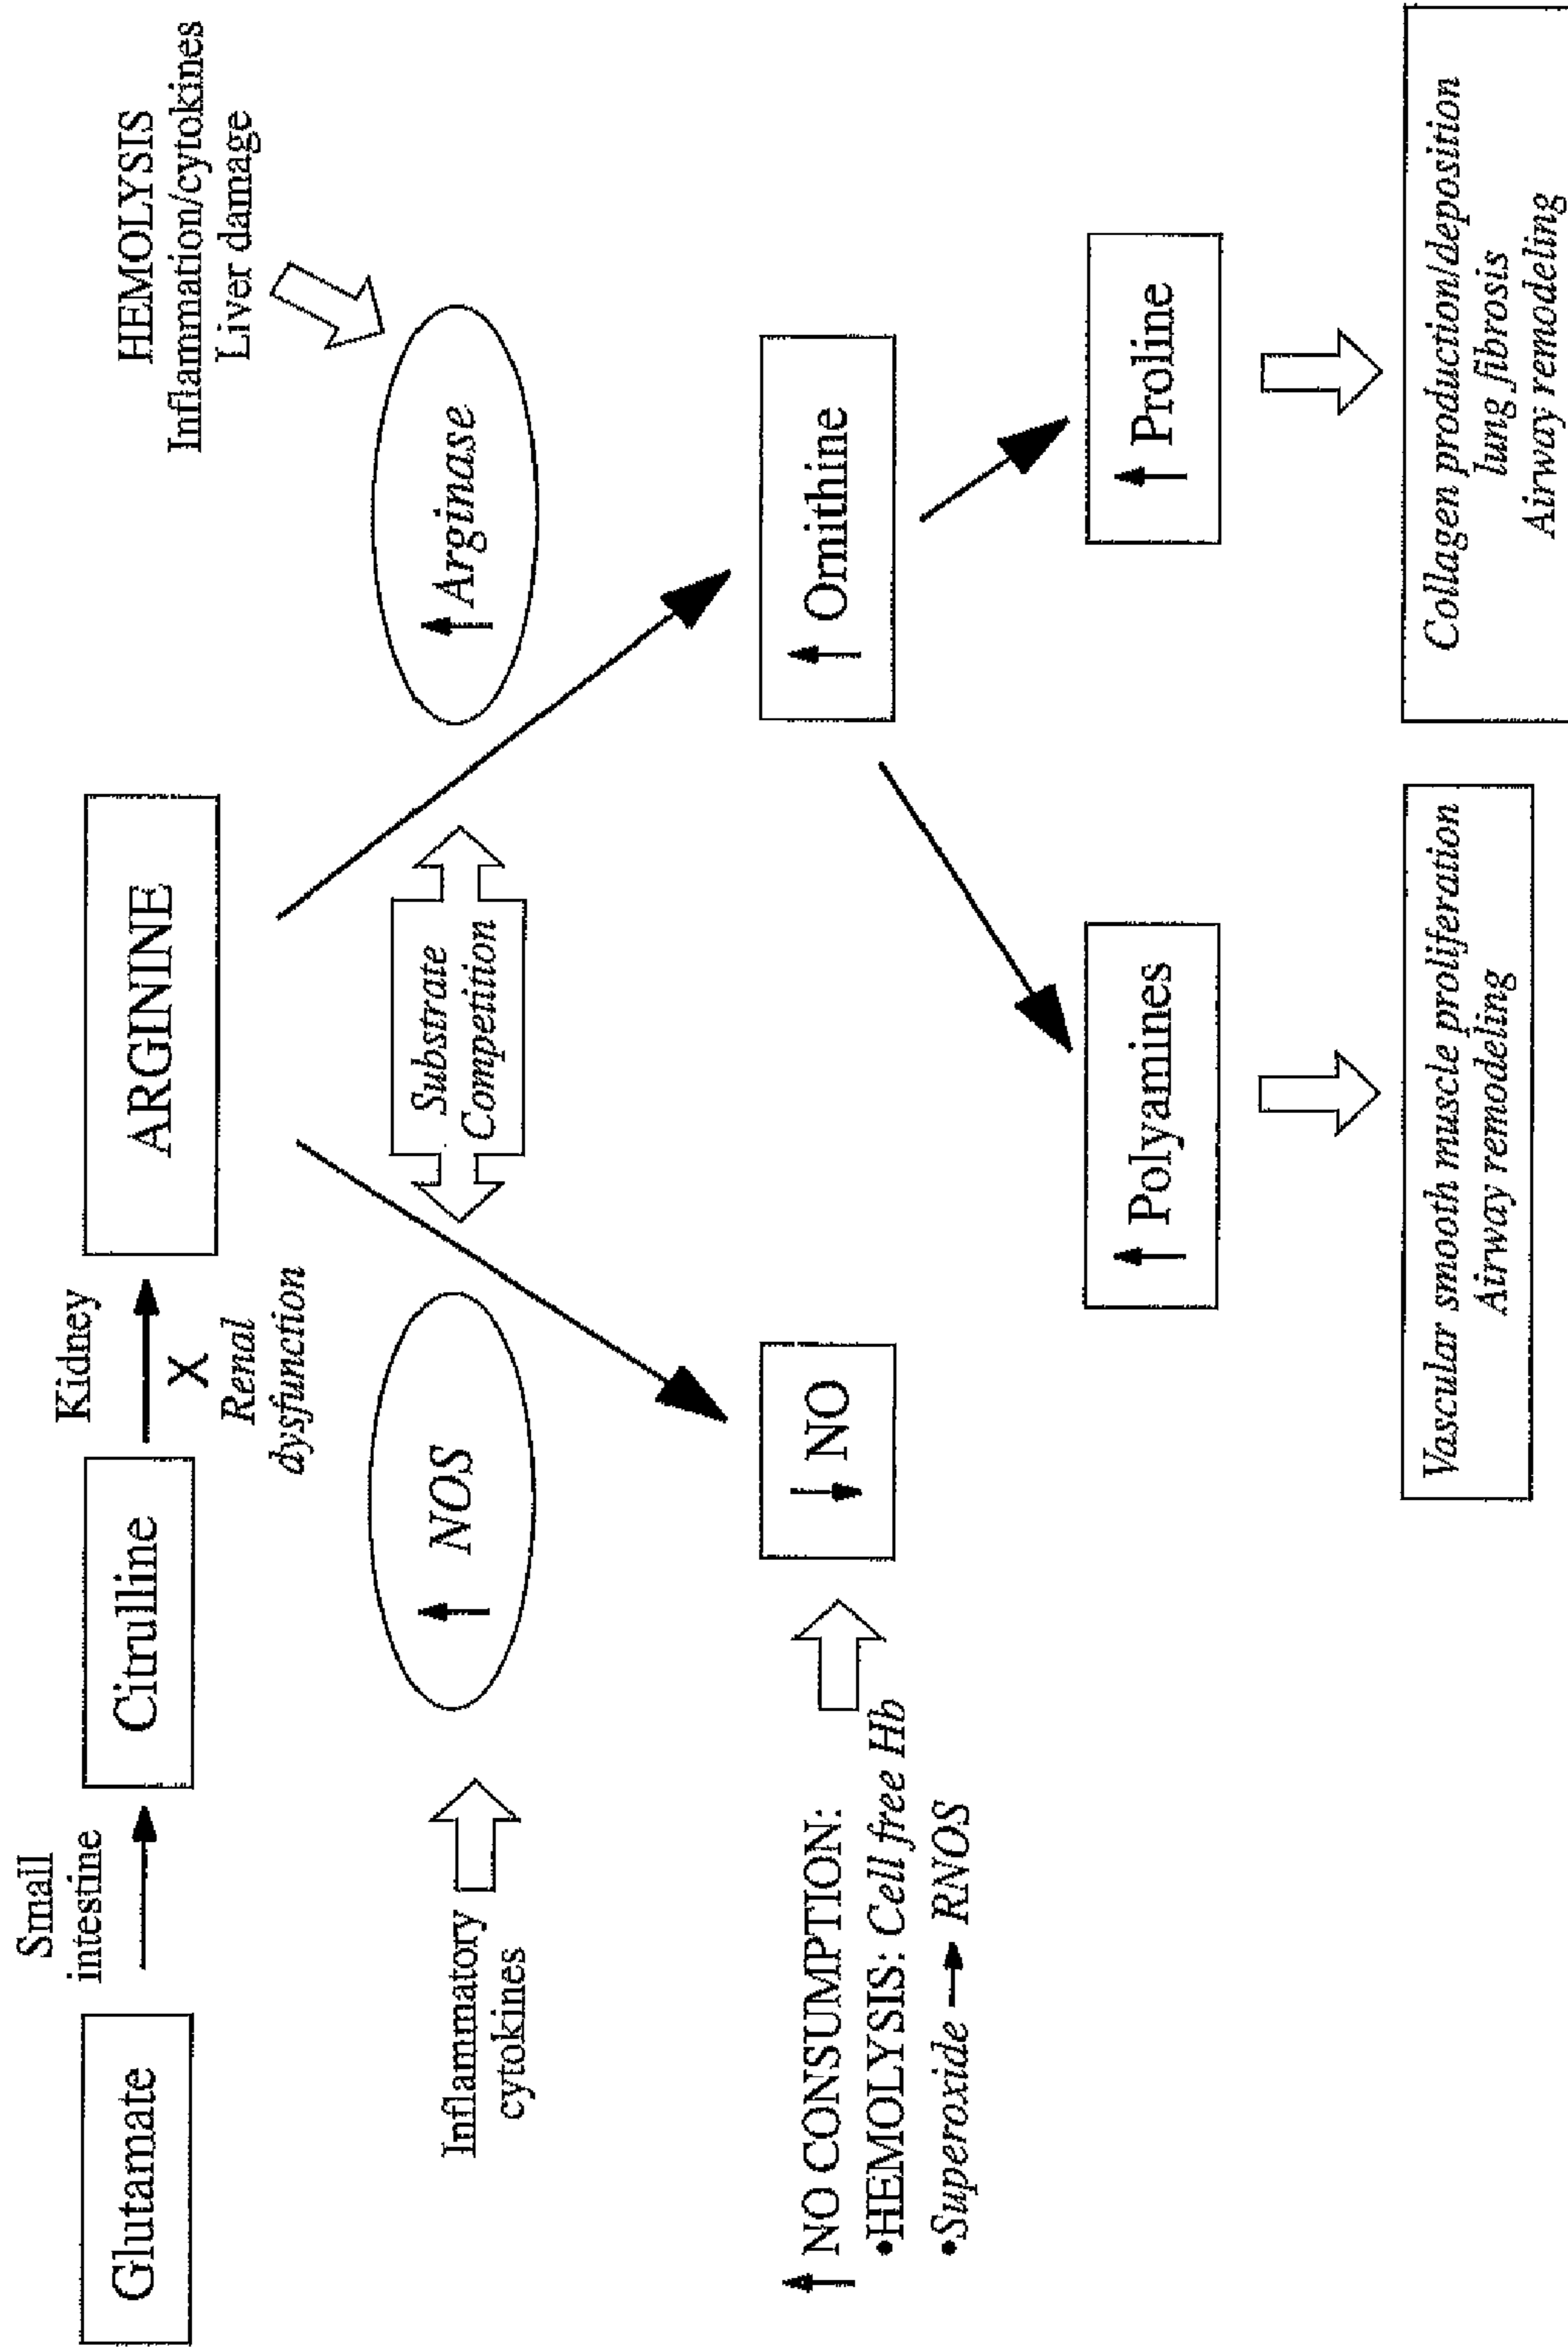 Small
intestine
Kidney
Glutamate
Citrulline
ARGININE
X
Renal
dysfunction
HEMOLYSIS
Inflammation/cytokines
Liver damage
Inflammatory
cytokines
↑ NOS
Substrate
Competition
↑ Arginase
↑ NO CONSUMPTION:
•HEMOLYSIS: Cell free Hb
•Superoxide → RNOS
↓ NO
↑ Ornithine
↑ Polyamines
↑ Proline
Vascular smooth muscle proliferation
Airway remodeling
Collagen production/deposition
lung fibrosis
Airway remodeling